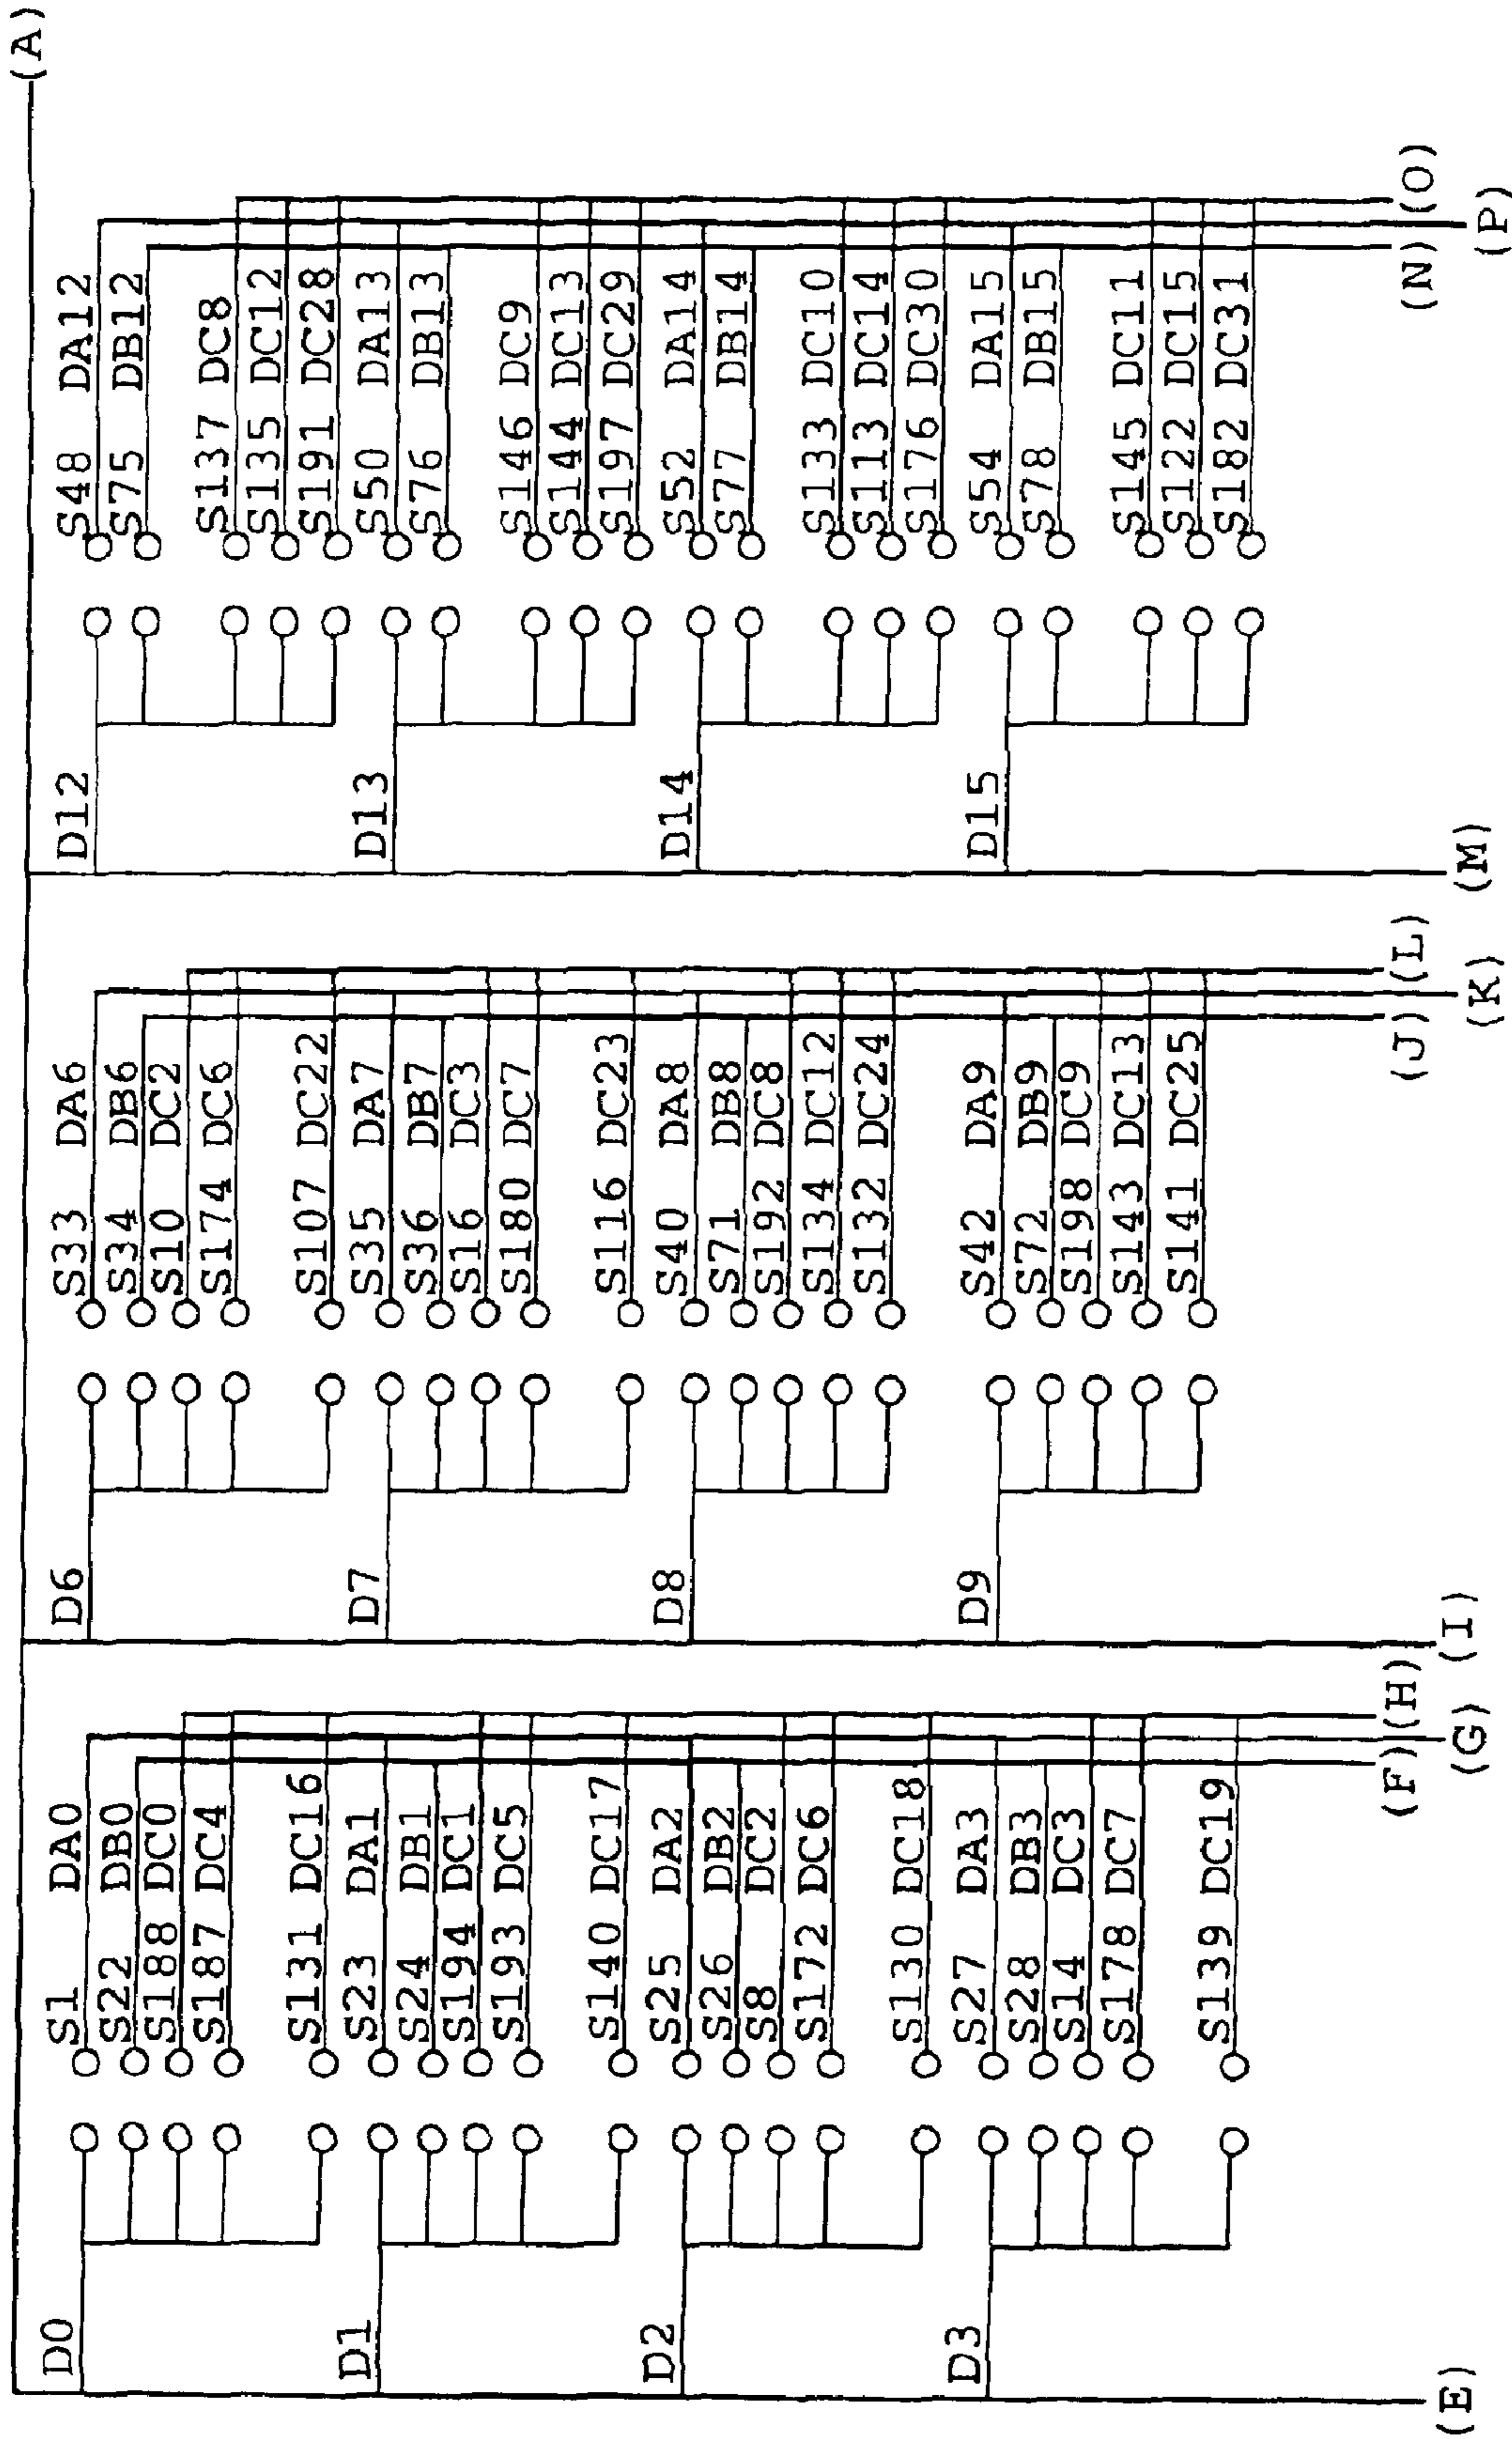 (A)
D0
S1 DA0
S22 DB0
S188 DC0
S187 DC4
S131 DC16
D1
S23 DA1
S24 DB1
S194 DC1
S193 DC5
S140 DC17
D2
S25 DA2
S26 DB2
S8 DC2
S172 DC6
S130 DC18
D3
S27 DA3
S28 DB3
S14 DC3
S178 DC7
S139 DC19
(E)
(F)
(G)
(H)
D6
S33 DA6
S34 DB6
S10 DC2
S174 DC6
S107 DC22
D7
S35 DA7
S36 DB7
S16 DC3
S180 DC7
S116 DC23
D8
S40 DA8
S71 DB8
S192 DC8
S134 DC12
S132 DC24
D9
S42 DA9
S72 DB9
S198 DC9
S143 DC13
S141 DC25
(I)
(J)
(K)
(L)
D12
S48 DA12
S75 DB12
S137 DC8
S135 DC12
S191 DC28
D13
S50 DA13
S76 DB13
S146 DC9
S144 DC13
S197 DC29
D14
S52 DA14
S77 DB14
S133 DC10
S113 DC14
S176 DC30
D15
S54 DA15
S78 DB15
S145 DC11
S122 DC15
S182 DC31
(M)
(N)
(P)
(O)